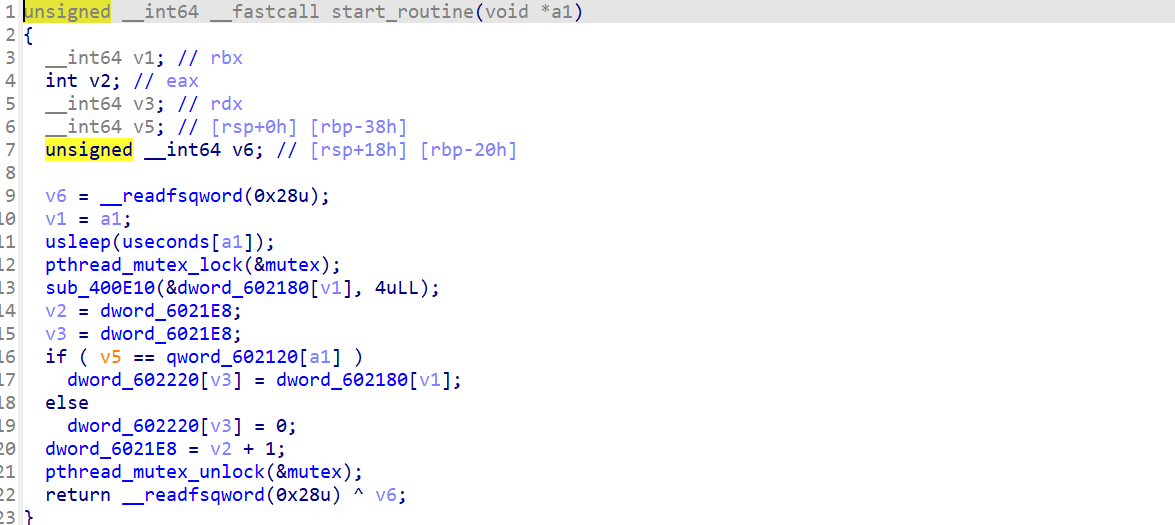 1 unsigned __int64 __fastcall start_routine(void *a1)
2 {
3 __int64 v1; // rbx
4 int v2; // eax
5 __int64 v3; // rdx
6 __int64 v5; // [rsp+0h] [rbp-38h]
7 unsigned __int64 v6; // [rsp+18h] [rbp-20h]
8
9 v6 = __readfsqword(0x28u);
10 v1 = a1;
11 usleep(useconds[a1]);
12 pthread_mutex_lock(&mutex);
13 sub_400E10(&dword_602180[v1], 4uLL);
14 v2 = dword_6021E8;
15 v3 = dword_6021E8;
16 if ( v5 == qword_602120[a1] )
17 dword_602220[v3] = dword_602180[v1];
18 else
19 dword_602220[v3] = 0;
20 dword_6021E8 = v2 + 1;
21 pthread_mutex_unlock(&mutex);
22 return __readfsqword(0x28u) ^ v6;
23 }